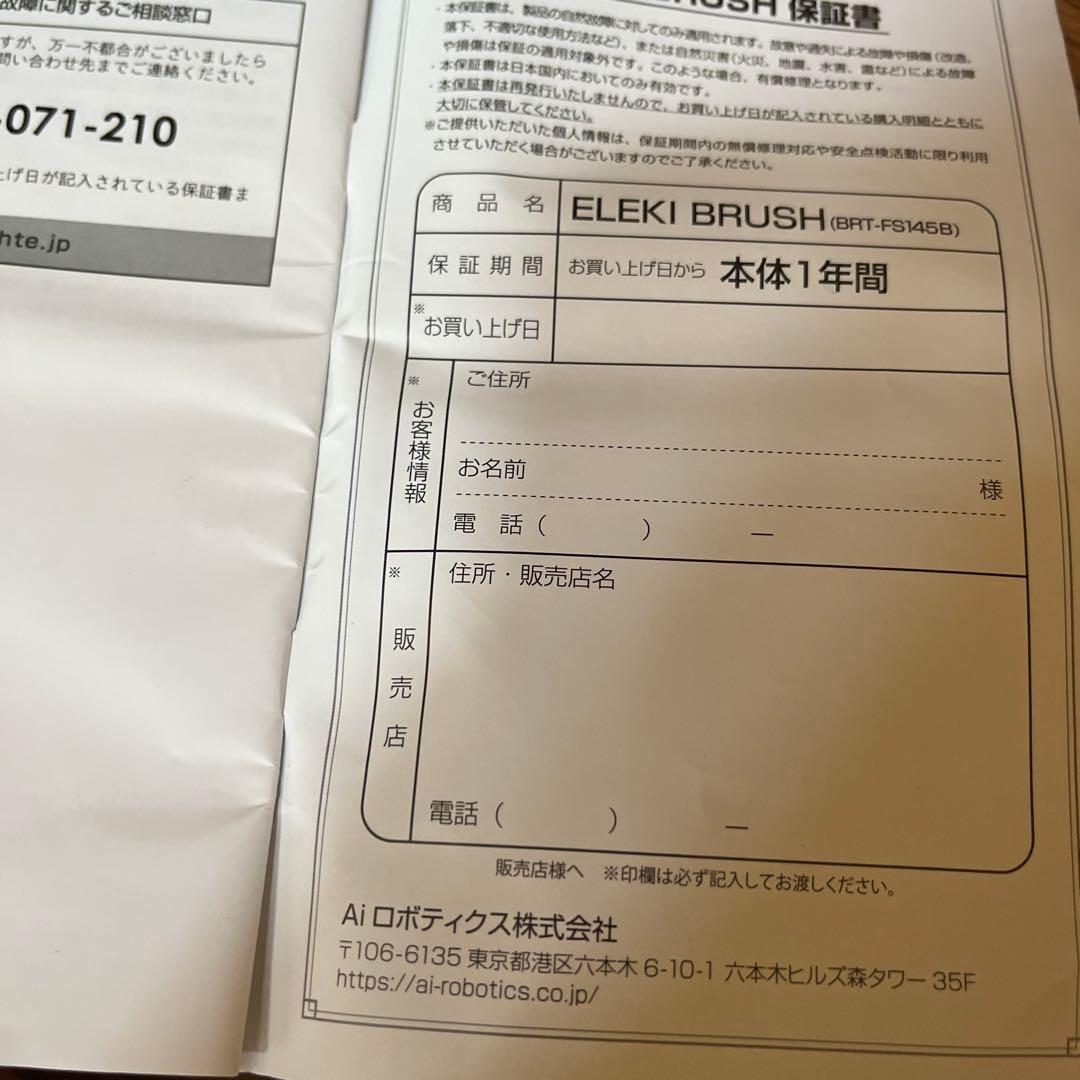 故障に関するご相談窓口
すが、万一不都合がございましたら
問い合わせ先までご連絡ください。
-071-210
上げ日が記入されている保証書ま
hte.jp
BRUSH 保証書
・本保証書は、製品の自然故障に対してのみ適用されます。故意や過失による故障や損傷(改造、
落下、不適切な使用方法など)、または自然災害(火災、地震、水害、雷など)による故障
や損傷は保証の適用対象外です。このような場合、有償修理となります。
・本保証書は日本国内においてのみ有効です。
・本保証書は再発行いたしませんので、お買い上げ日が記入されている購入明細とともに
大切に保管してください。
※ご提供いただいた個人情報は、保証期間内の無償修理対応や安全点検活動に限り利用
させていただく場合がございますのでご了承ください。
商品名 ELEKI BRUSH(BRT-FS145B)
保証期間 お買い上げ日から 本体1年間
※お買い上げ日
※お客様情報
ご住所
お名前 様
電 話( ) ー
※販売店
住所・販売店名
電話( ) ー
販売店様へ ※印欄は必ず記入してお渡しください。
Ai ロボティクス株式会社
〒106-6135 東京都港区六本木 6-10-1 六本木ヒルズ森タワー 35F
https://ai-robotics.co.jp/